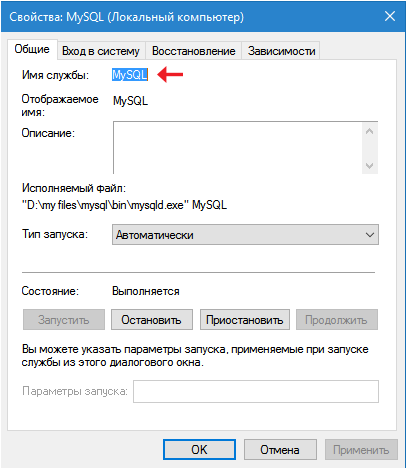 Свойства: MySQL (Локальный компьютер)
Общие Вход в систему Восстановление Зависимости
Имя службы: MySQL
Отображаемое имя: MySQL
Описание:
Исполняемый файл:
"D:\my files\mysql\bin\mysqld.exe" MySQL
Тип запуска: Автоматически
Состояние: Выполняется
Запустить Остановить Приостановить Продолжить
Вы можете указать параметры запуска, применяемые при запуске
службы из этого диалогового окна.
Параметры запуска:
OK Отмена Применить